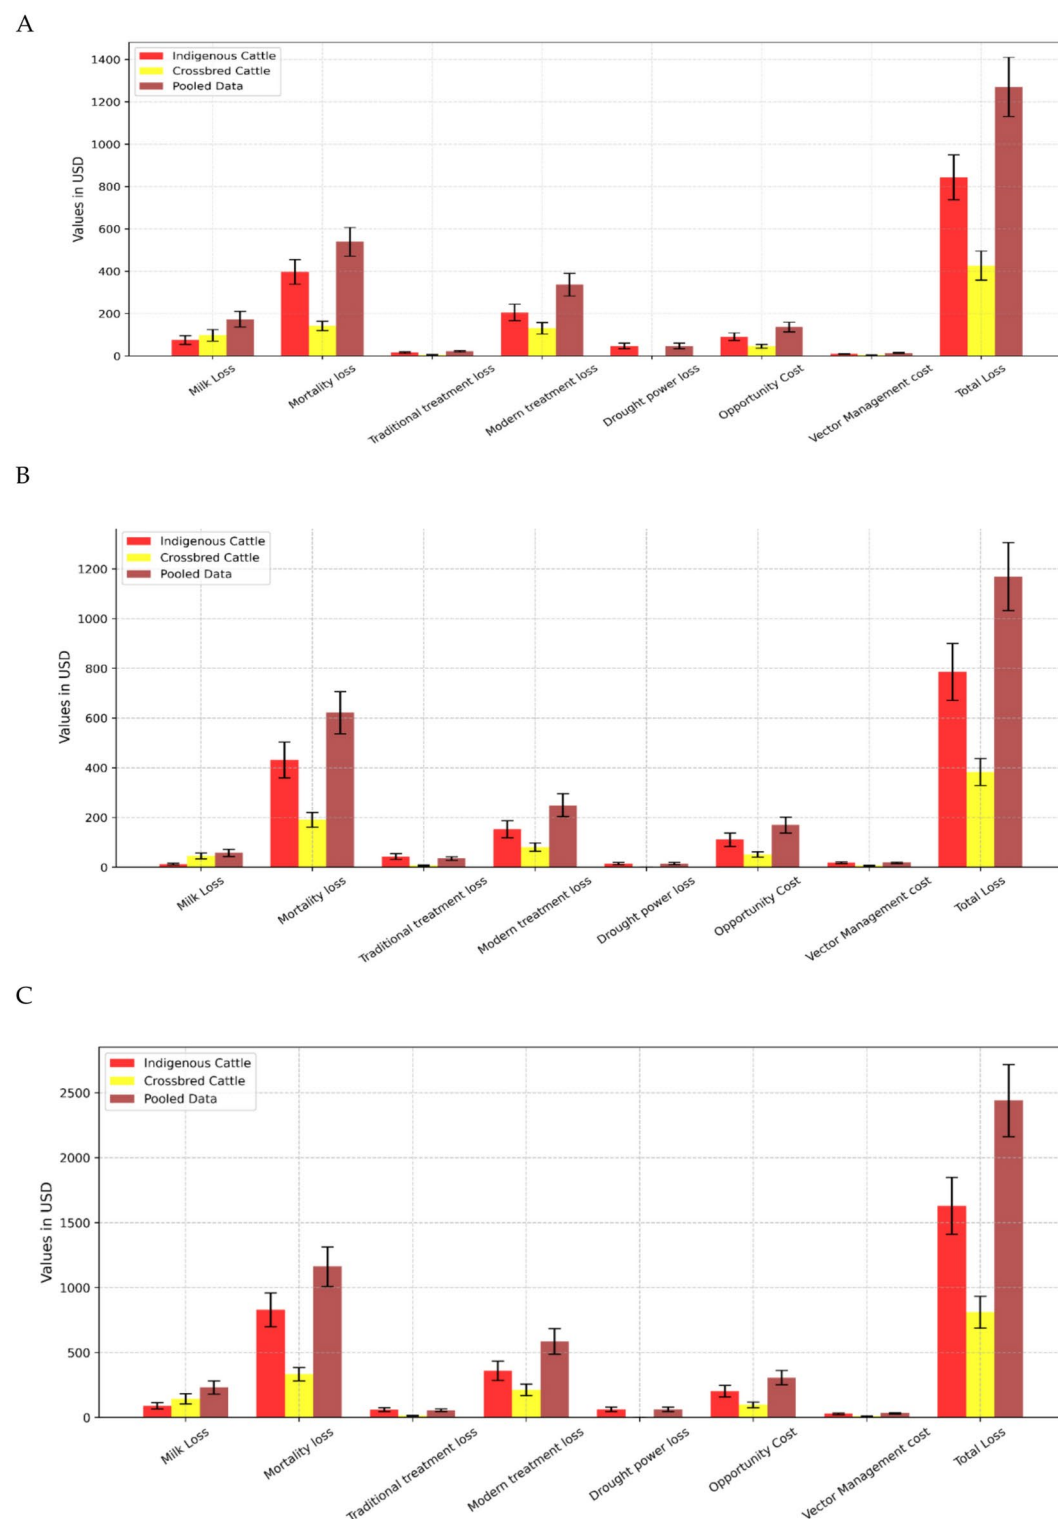 A
Indigenous Cattle
Crossbred Cattle
Pooled Data
Values in USD
1400
1200
1000
800
600
400
200
0
Milk Loss
Mortality loss
Traditional treatment loss
Modern treatment loss
Drought power loss
Opportunity Cost
Vector Management cost
Total Loss
B
Indigenous Cattle
Crossbred Cattle
Pooled Data
Values in USD
1200
1000
800
600
400
200
0
Milk Loss
Mortality loss
Traditional treatment loss
Modern treatment loss
Drought power loss
Opportunity Cost
Vector Management cost
Total Loss
C
Indigenous Cattle
Crossbred Cattle
Pooled Data
Values in USD
2500
2000
1500
1000
500
0
Milk Loss
Mortality loss
Traditional treatment loss
Modern treatment loss
Drought power loss
Opportunity Cost
Vector Management cost
Total Loss